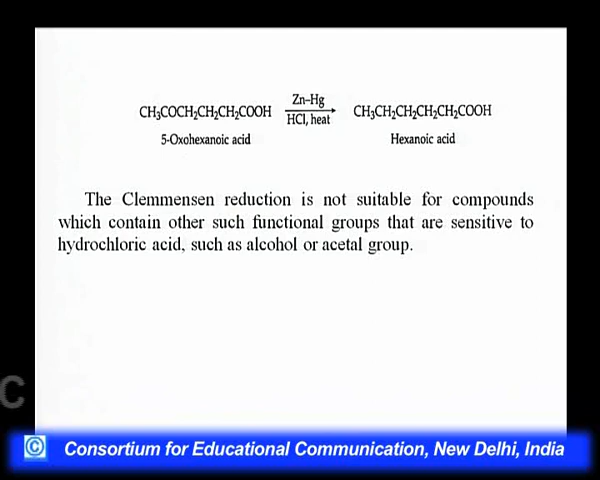 Zn–Hg
CH₃COCH₂CH₂CH₂COOH CH₃CH₂CH₂CH₂CH₂COOH
HCl, heat
5-Oxohexanoic acid Hexanoic acid
The Clemmensen reduction is not suitable for compounds
which contain other such functional groups that are sensitive to
hydrochloric acid, such as alcohol or acetal group.
C
© Consortium for Educational Communication, New Delhi, India